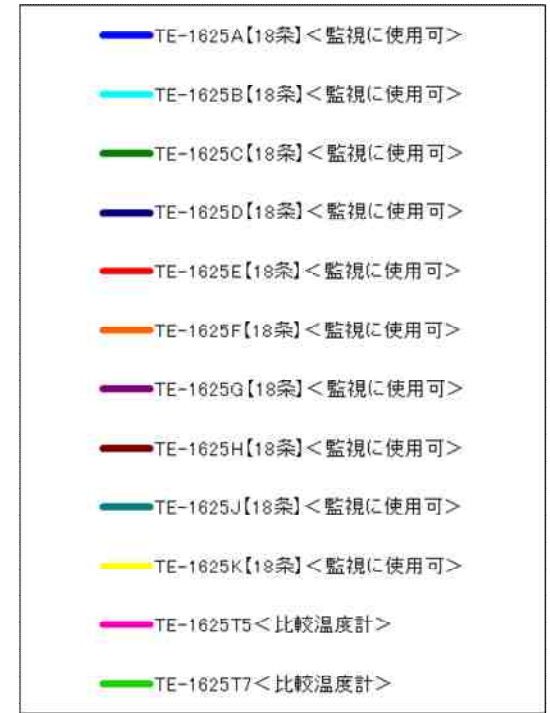 TE-1625A【18条】＜監視に使用可＞
TE-1625B【18条】＜監視に使用可＞
TE-1625C【18条】＜監視に使用可＞
TE-1625D【18条】＜監視に使用可＞
TE-1625E【18条】＜監視に使用可＞
TE-1625F【18条】＜監視に使用可＞
TE-1625G【18条】＜監視に使用可＞
TE-1625H【18条】＜監視に使用可＞
TE-1625J【18条】＜監視に使用可＞
TE-1625K【18条】＜監視に使用可＞
TE-1625T5＜比較温度計＞
TE-1625T7＜比較温度計＞